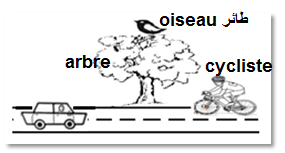 oiseau طائر
arbre
cycliste